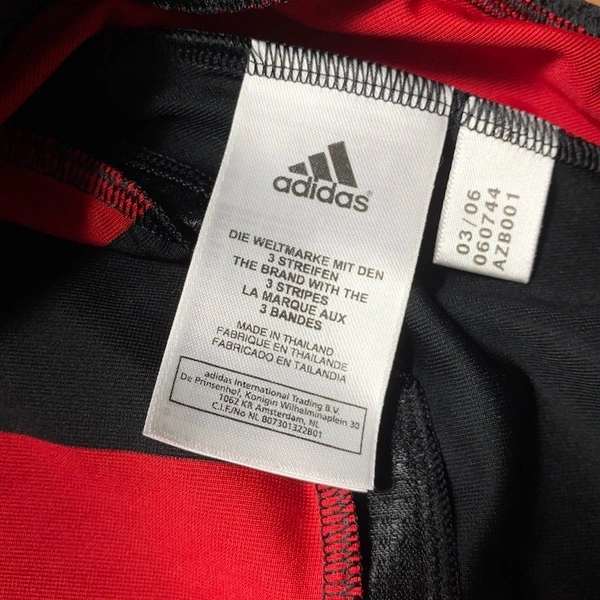 adidas®
DIE WELTMARKE MIT DEN
3 STREIFEN
THE BRAND WITH THE
3 STRIPES
LA MARQUE AUX
3 BANDES
MADE IN THAILAND
FABRIQUE EN THAILANDE
FABRICADO EN TAILANDIA
adidas International Trading B.V.
De Prinsenhof, Konigin Wilhelminaplein 30
1062 KR Amsterdam, NL
C.I.F./No NL 807301322B01
03/06
060744
AZB001